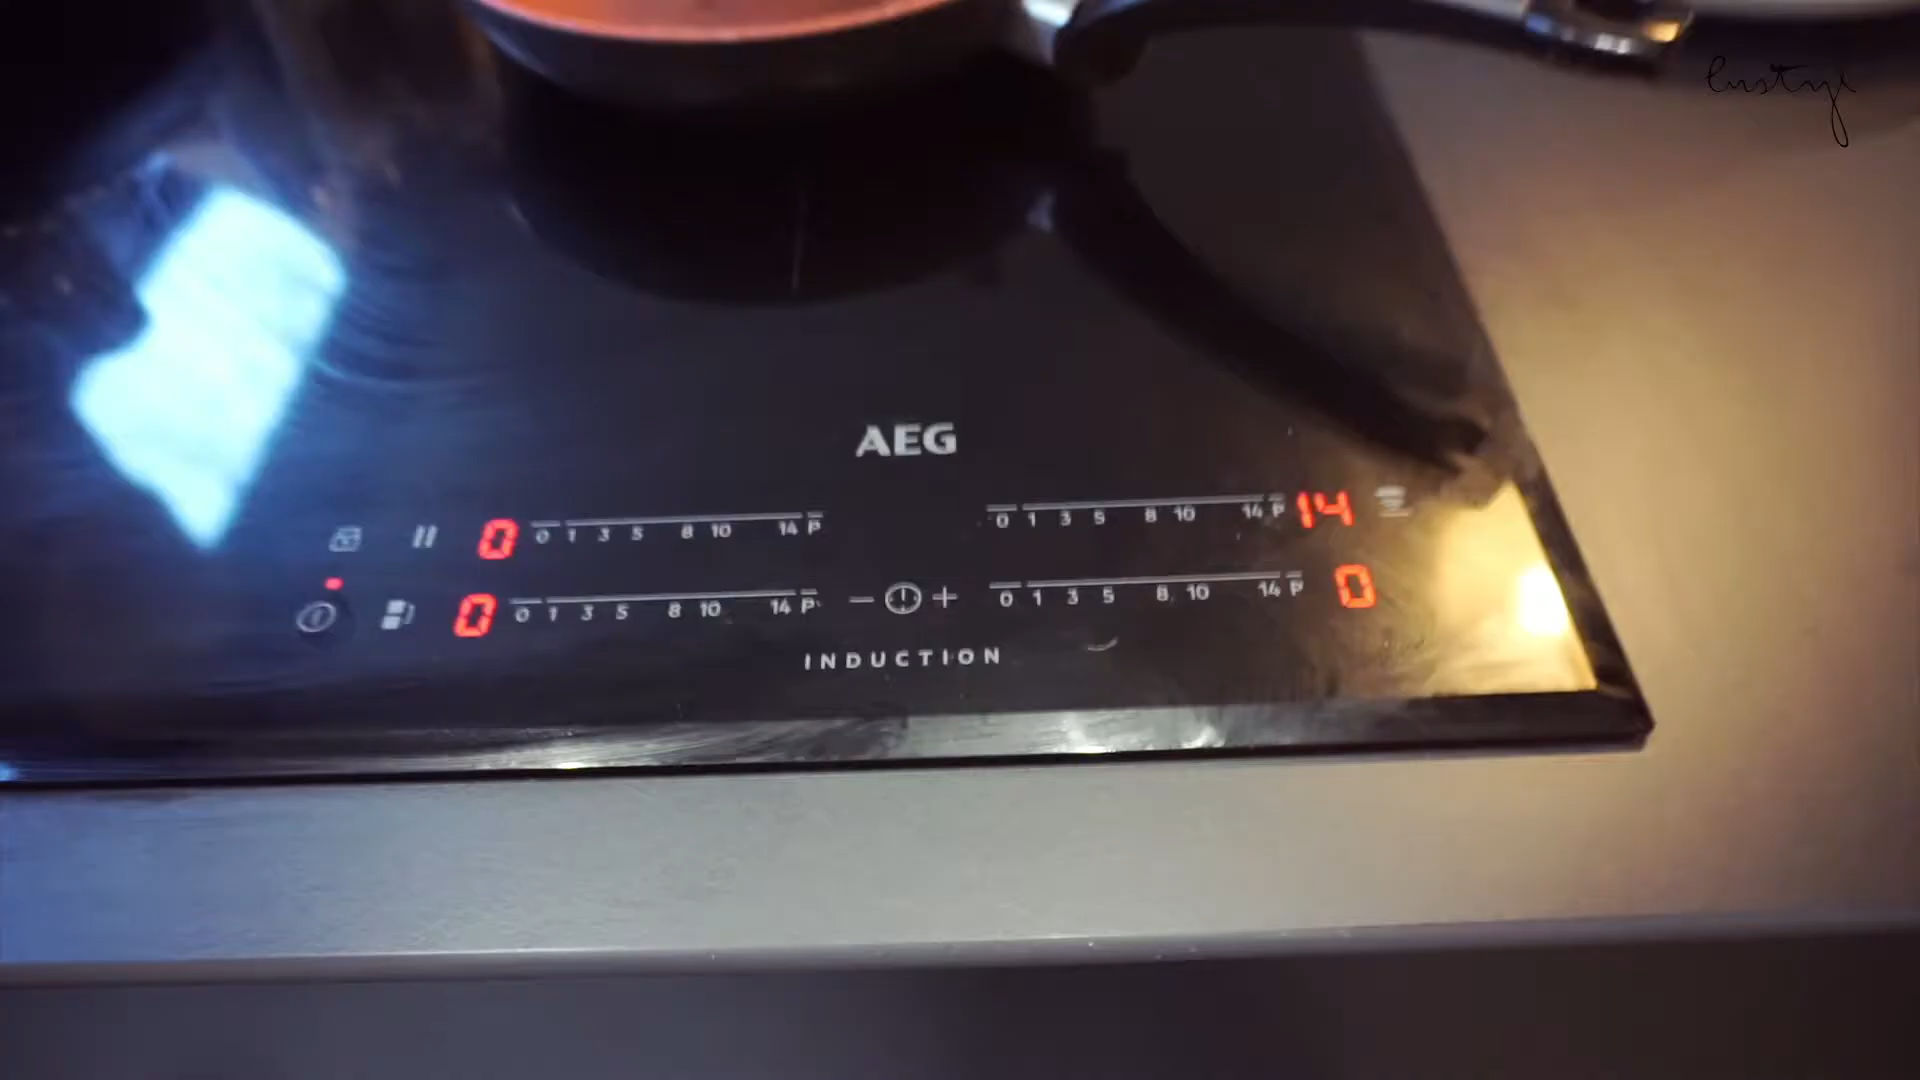 AEG
0 0 1 3 5 8 10 14 P
0 1 3 5 8 10 14 P 14
0 0 1 3 5 8 10 14 P
− +
0 1 3 5 8 10 14 P 0
INDUCTION